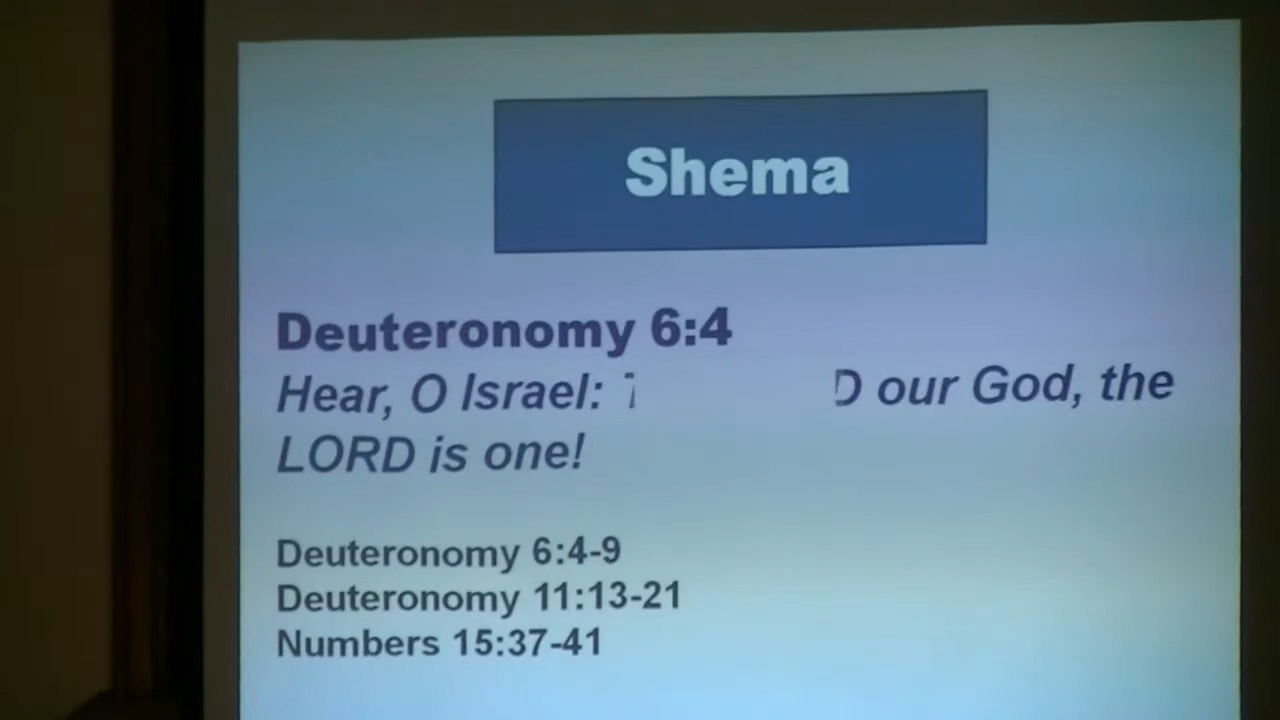 Shema
Deuteronomy 6:4
Hear, O Israel: our God, the
LORD is one!
Deuteronomy 6:4-9
Deuteronomy 11:13-21
Numbers 15:37-41